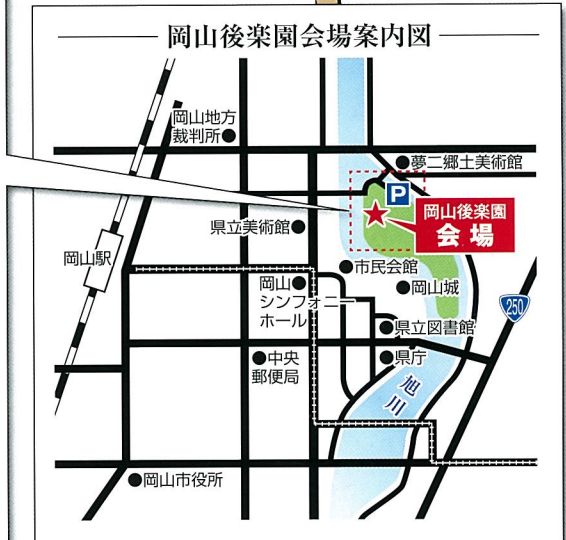 岡山後楽園会場案内図
岡山地方
裁判所
夢二郷土美術館
P
岡山後楽園
会場
県立美術館
岡山駅
市民会館
岡山
シンフォニー
ホール
岡山城
250
県立図書館
中央
郵便局
県庁
旭川
岡山市役所